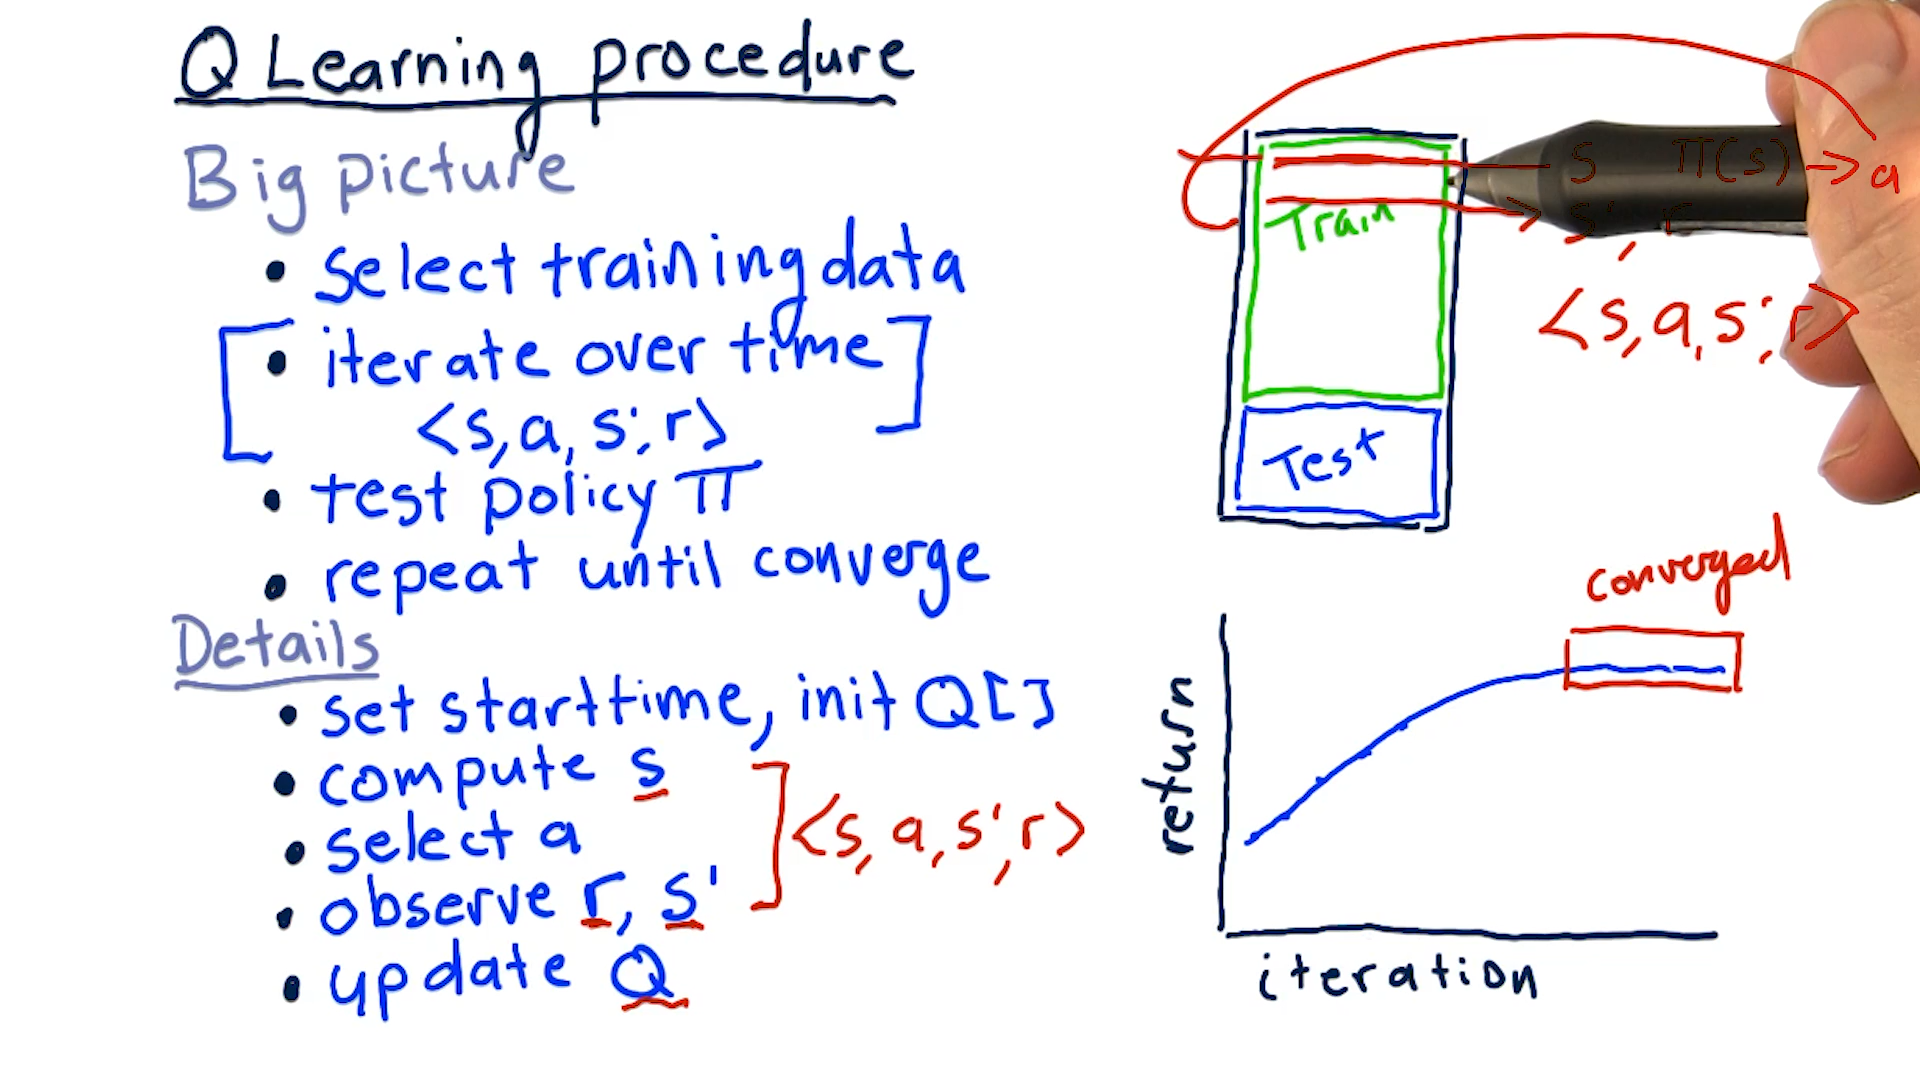 Q Learning procedure
Big picture
• select training data
• iterate over time
<s, a, s', r>
• test policy π
• repeat until converge
Details
• set starttime, init Q[]
• compute s
• select a
• observe r, s'
• update Q
<s, a, s', r>
Train
Test
s π(s) -> a
s', r
<s, a, s', r>
converged
return
iteration